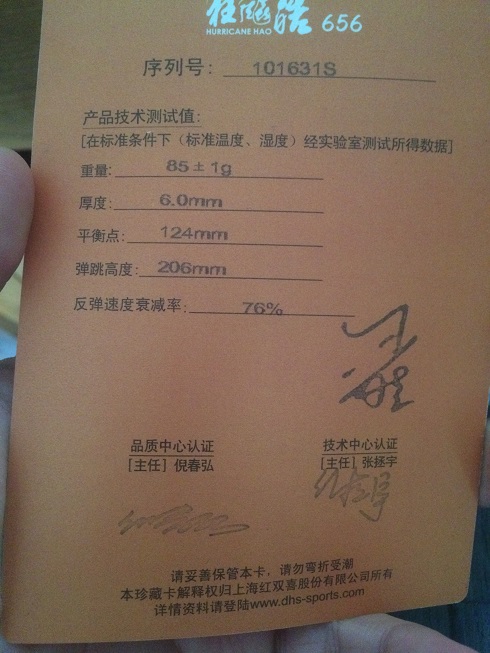 狂飚皓 656
HURRICANE HAO
序列号： 101631S
产品技术测试值：
[在标准条件下（标准温度、湿度）经实验室测试所得数据]
重量: 85±1g
厚度: 6.0mm
平衡点: 124mm
弹跳高度: 206mm
反弹速度衰减率: 76%
品质中心认证
[主任] 倪春弘
技术中心认证
[主任] 张拯宇
请妥善保管本卡，请勿弯折受潮
本珍藏卡解释权归上海红双喜股份有限公司所有
详情资料请登陆www.dhs-sports.com